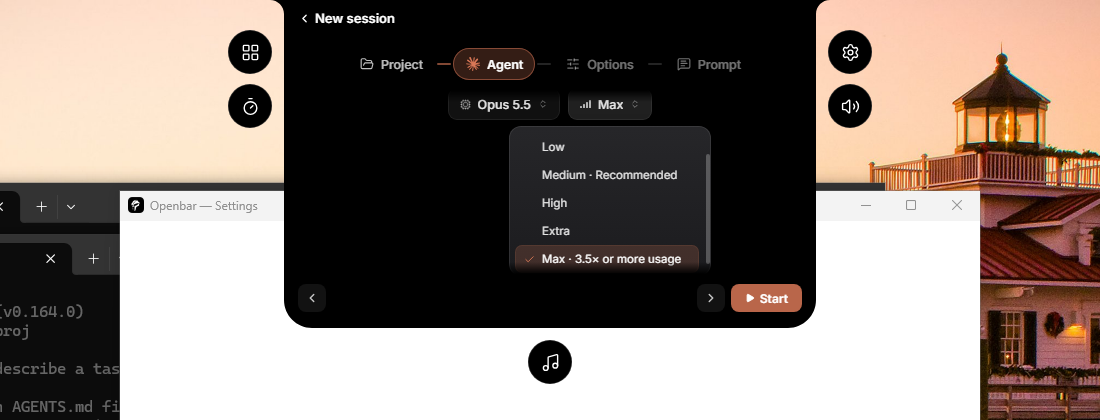 New session
Project
Agent
Options
Prompt
Opus 5.5
Max
Low
Medium · Recommended
High
Extra
Max · 3.5× or more usage
Start
Openbar — Settings
(v0.164.0)
proj
describe a tas
AGENTS.md fi